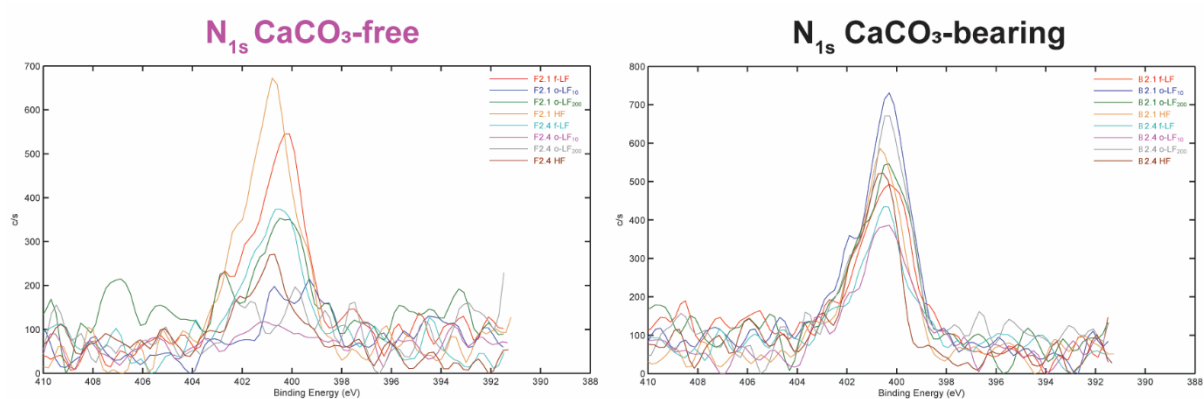 N1s CaCO₃-free
700
600
500
400
300
200
100
0
c/s
410 408 406 404 402 400 398 396 394 392 390 388
Binding Energy (eV)
F2.1 f-LF
F2.1 o-LF10
F2.1 o-LF200
F2.1 HF
F2.4 f-LF
F2.4 o-LF10
F2.4 o-LF200
F2.4 HF
N1s CaCO₃-bearing
800
700
600
500
400
300
200
100
0
c/s
410 408 406 404 402 400 398 396 394 392 390 388
Binding Energy (eV)
B2.1 f-LF
B2.1 o-LF10
B2.1 o-LF200
B2.1 HF
B2.4 f-LF
B2.4 o-LF10
B2.4 o-LF200
B2.4 HF